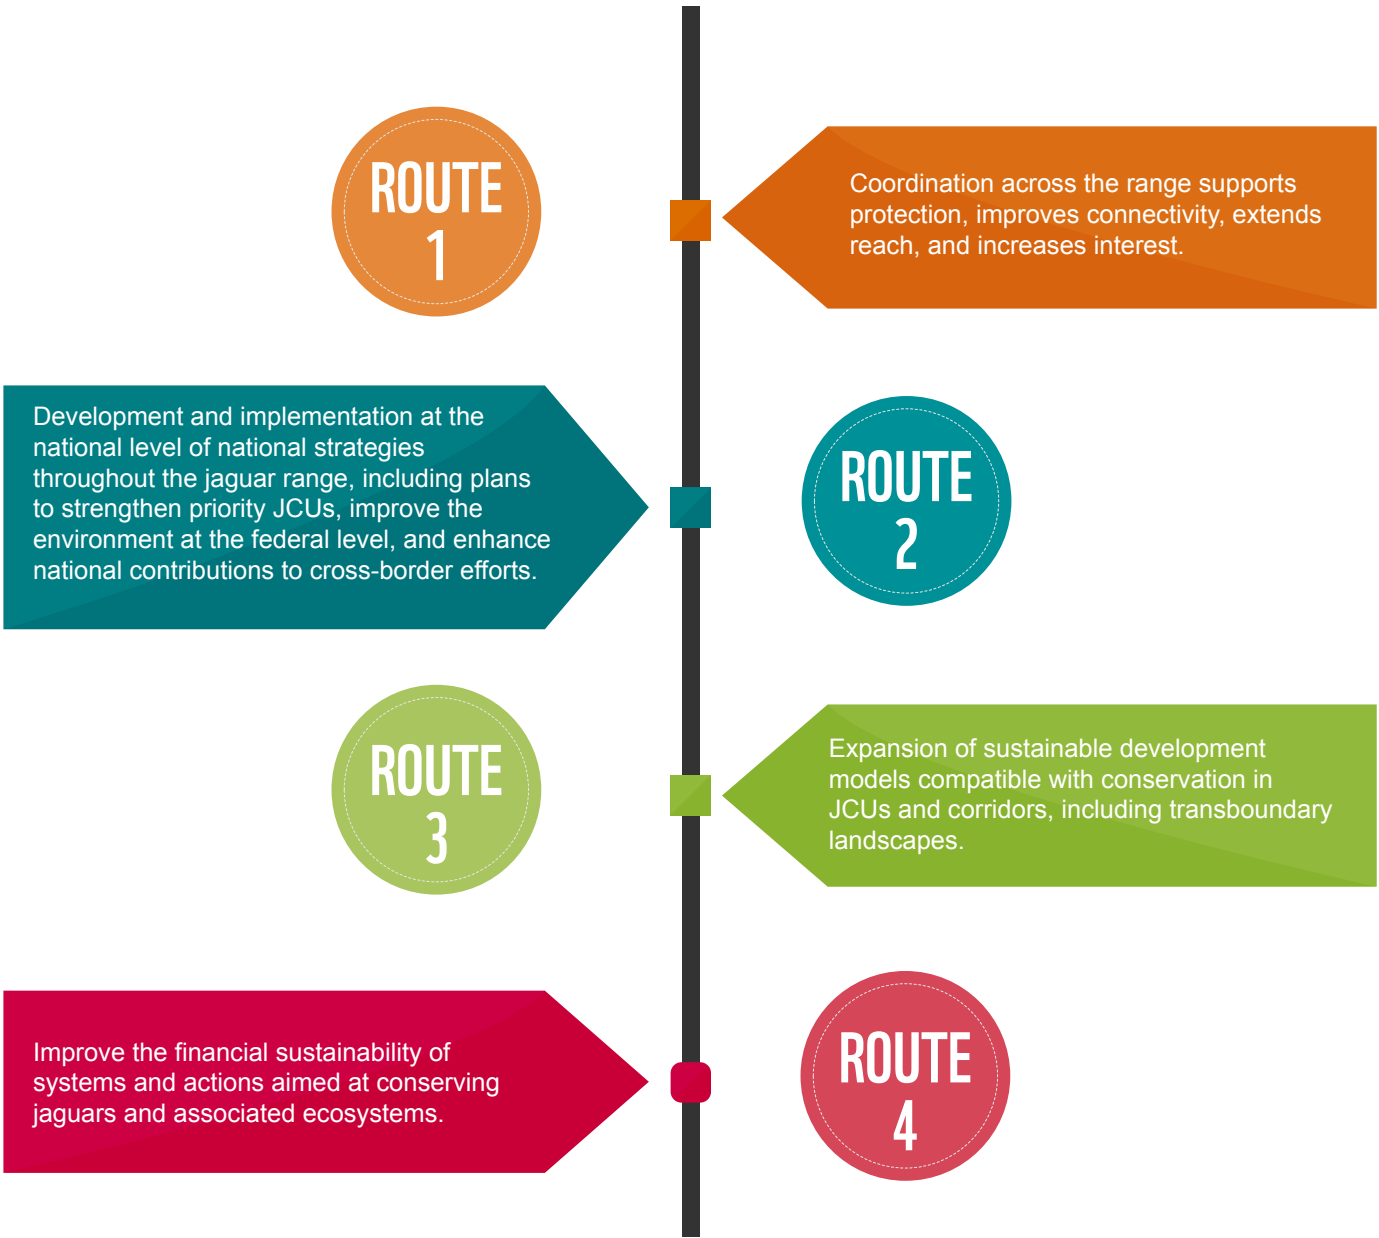 ROUTE
1
Coordination across the range supports
protection, improves connectivity, extends
reach, and increases interest.
Development and implementation at the
national level of national strategies
throughout the jaguar range, including plans
to strengthen priority JCUs, improve the
environment at the federal level, and enhance
national contributions to cross-border efforts.
ROUTE
2
ROUTE
3
Expansion of sustainable development
models compatible with conservation in
JCUs and corridors, including transboundary
landscapes.
Improve the financial sustainability of
systems and actions aimed at conserving
jaguars and associated ecosystems.
ROUTE
4